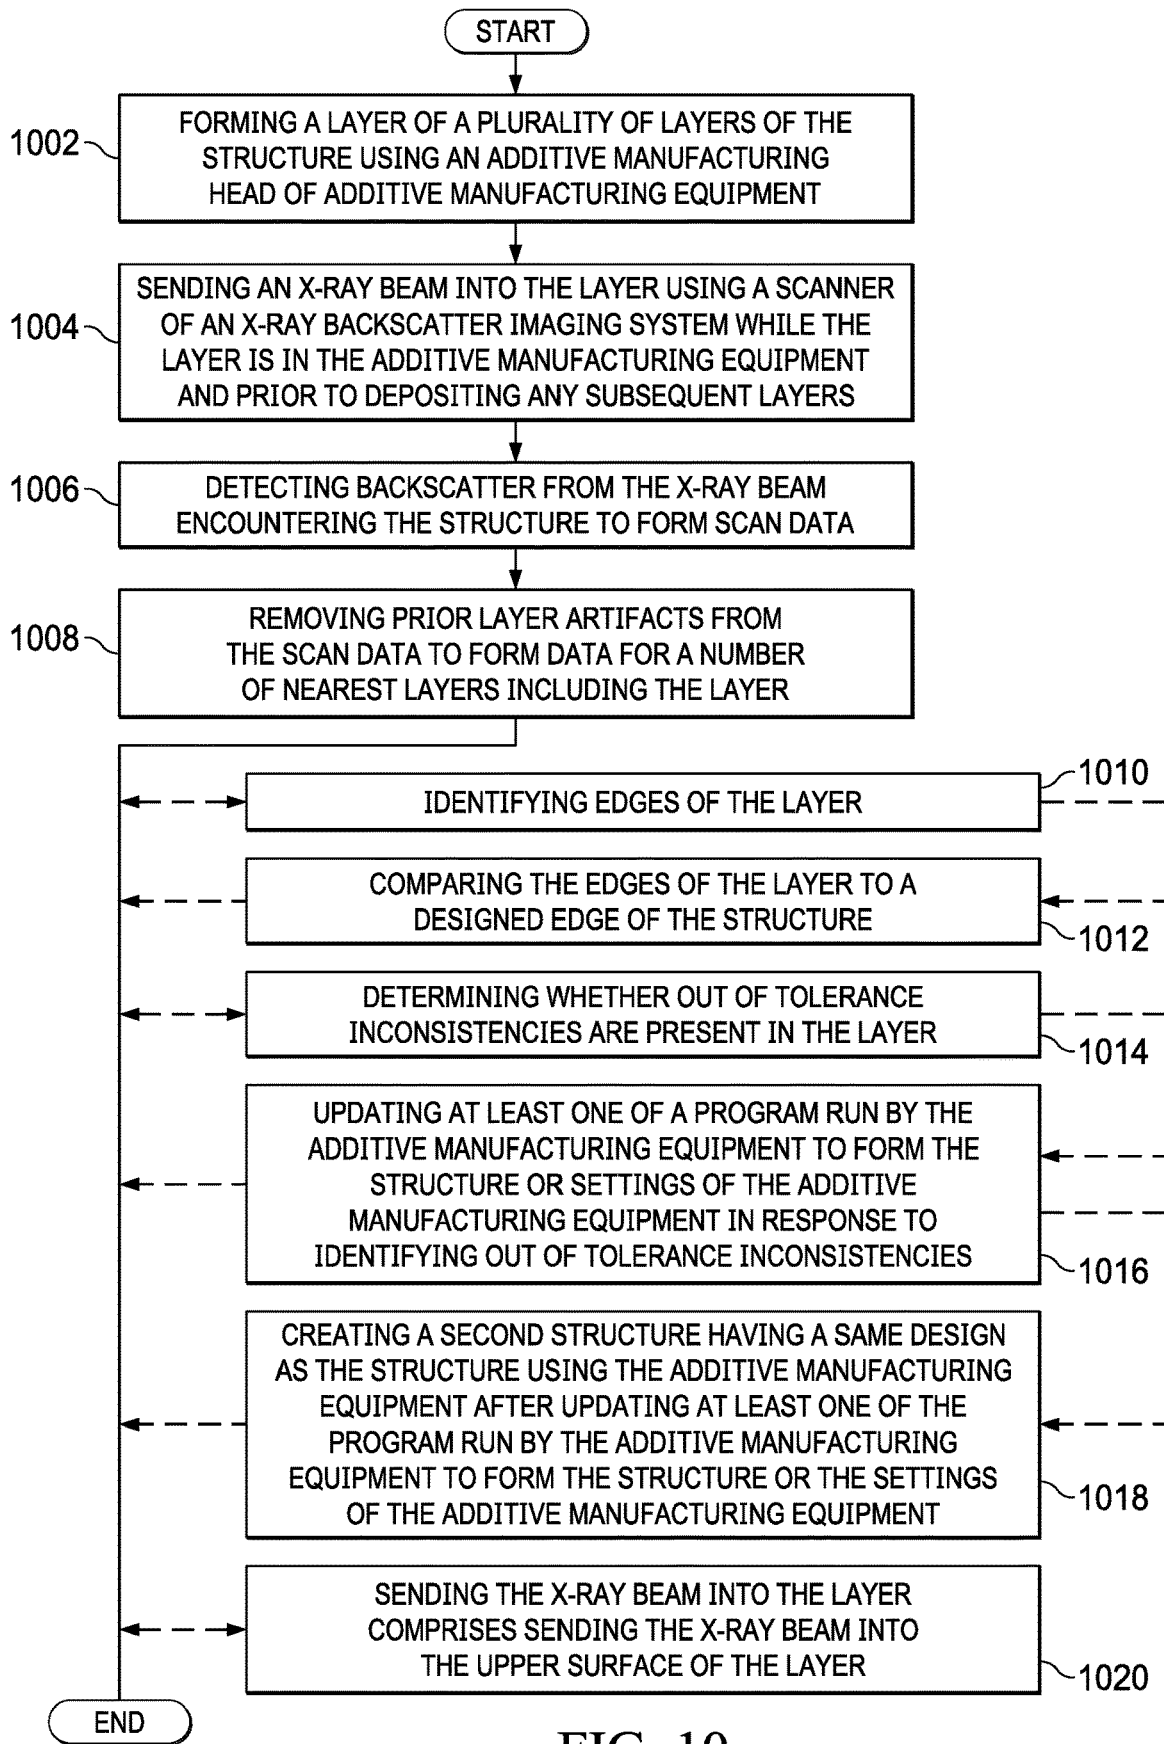 START
1002
FORMING A LAYER OF A PLURALITY OF LAYERS OF THE
STRUCTURE USING AN ADDITIVE MANUFACTURING
HEAD OF ADDITIVE MANUFACTURING EQUIPMENT
1004
SENDING AN X-RAY BEAM INTO THE LAYER USING A SCANNER
OF AN X-RAY BACKSCATTER IMAGING SYSTEM WHILE THE
LAYER IS IN THE ADDITIVE MANUFACTURING EQUIPMENT
AND PRIOR TO DEPOSITING ANY SUBSEQUENT LAYERS
1006
DETECTING BACKSCATTER FROM THE X-RAY BEAM
ENCOUNTERING THE STRUCTURE TO FORM SCAN DATA
1008
REMOVING PRIOR LAYER ARTIFACTS FROM
THE SCAN DATA TO FORM DATA FOR A NUMBER
OF NEAREST LAYERS INCLUDING THE LAYER
1010
IDENTIFYING EDGES OF THE LAYER
COMPARING THE EDGES OF THE LAYER TO A
DESIGNED EDGE OF THE STRUCTURE
1012
DETERMINING WHETHER OUT OF TOLERANCE
INCONSISTENCIES ARE PRESENT IN THE LAYER
1014
UPDATING AT LEAST ONE OF A PROGRAM RUN BY THE
ADDITIVE MANUFACTURING EQUIPMENT TO FORM THE
STRUCTURE OR SETTINGS OF THE ADDITIVE
MANUFACTURING EQUIPMENT IN RESPONSE TO
IDENTIFYING OUT OF TOLERANCE INCONSISTENCIES
1016
CREATING A SECOND STRUCTURE HAVING A SAME DESIGN
AS THE STRUCTURE USING THE ADDITIVE MANUFACTURING
EQUIPMENT AFTER UPDATING AT LEAST ONE OF THE
PROGRAM RUN BY THE ADDITIVE MANUFACTURING
EQUIPMENT TO FORM THE STRUCTURE OR THE SETTINGS
OF THE ADDITIVE MANUFACTURING EQUIPMENT
1018
SENDING THE X-RAY BEAM INTO THE LAYER
COMPRISES SENDING THE X-RAY BEAM INTO
THE UPPER SURFACE OF THE LAYER
1020
END
FIG. 10